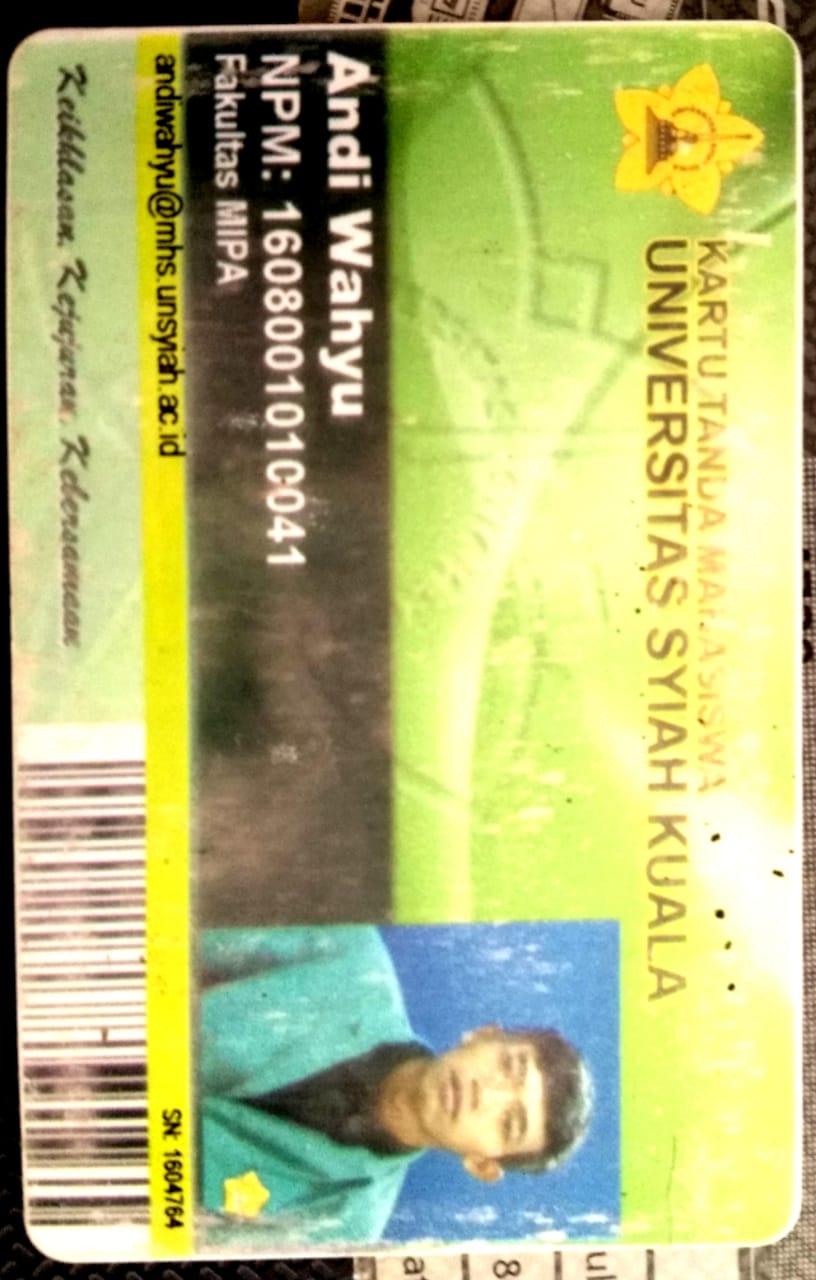 KARTU TANDA MAHASISWA
UNIVERSITAS SYIAH KUALA
Andi Wahyu
NPM: 1608001010041
Fakultas MIPA
andiwahyu@mhs.unsyiah.ac.id
SN: 1604764
Keikhlasan, Kejujuran, Kebersamaan